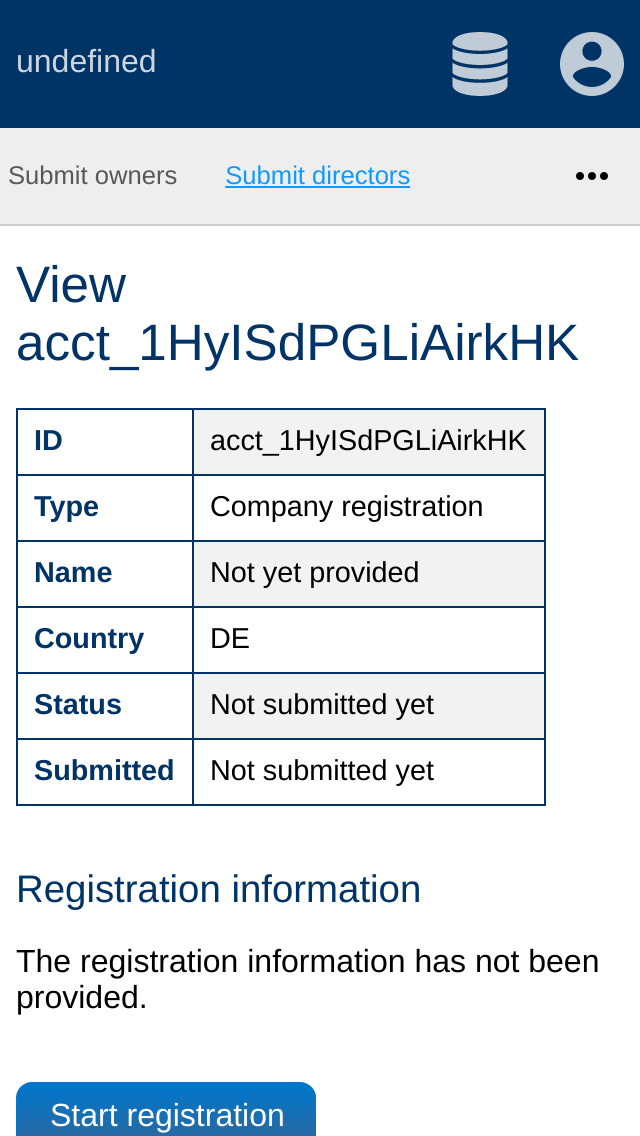 undefined
Submit owners Submit directors
View
acct_1HyISdPGLiAirkHK
ID acct_1HyISdPGLiAirkHK
Type Company registration
Name Not yet provided
Country DE
Status Not submitted yet
Submitted Not submitted yet
Registration information
The registration information has not been
provided.
Start registration